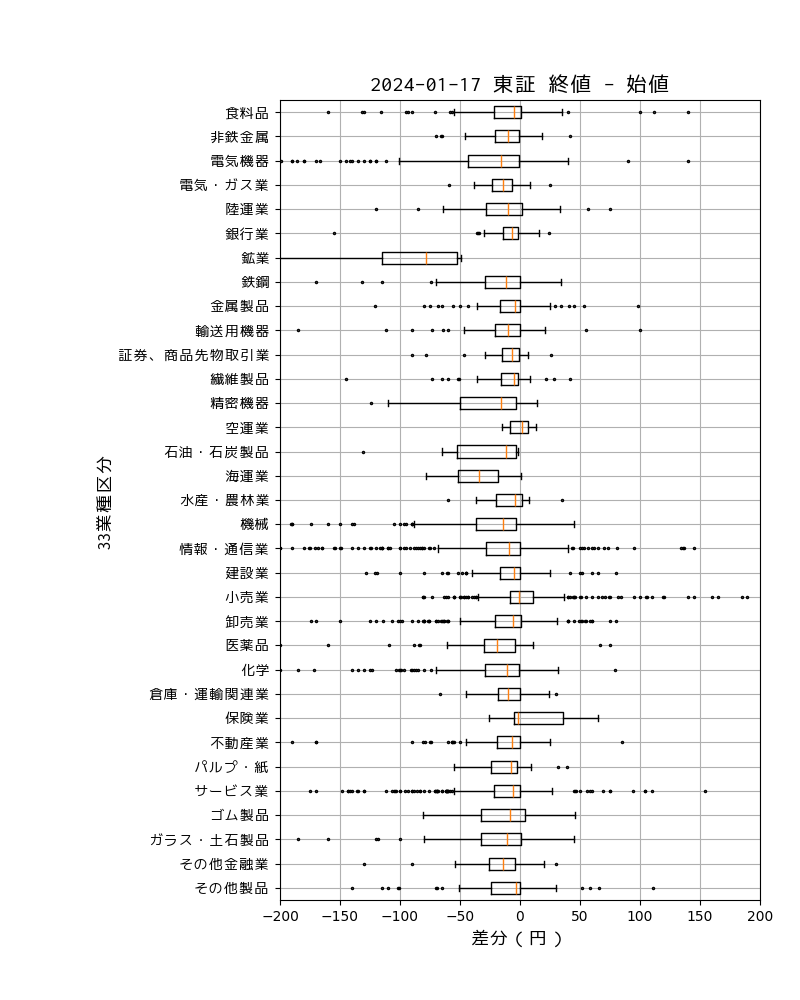 2024-01-17 東証 終値 - 始値
食料品
非鉄金属
電気機器
電気・ガス業
陸運業
銀行業
鉱業
鉄鋼
金属製品
輸送用機器
証券、商品先物取引業
繊維製品
精密機器
空運業
石油・石炭製品
海運業
水産・農林業
機械
情報・通信業
建設業
小売業
卸売業
医薬品
化学
倉庫・運輸関連業
保険業
不動産業
パルプ・紙
サービス業
ゴム製品
ガラス・土石製品
その他金融業
その他製品
33業種区分
−200 −150 −100 −50 0 50 100 150 200
差分（円）